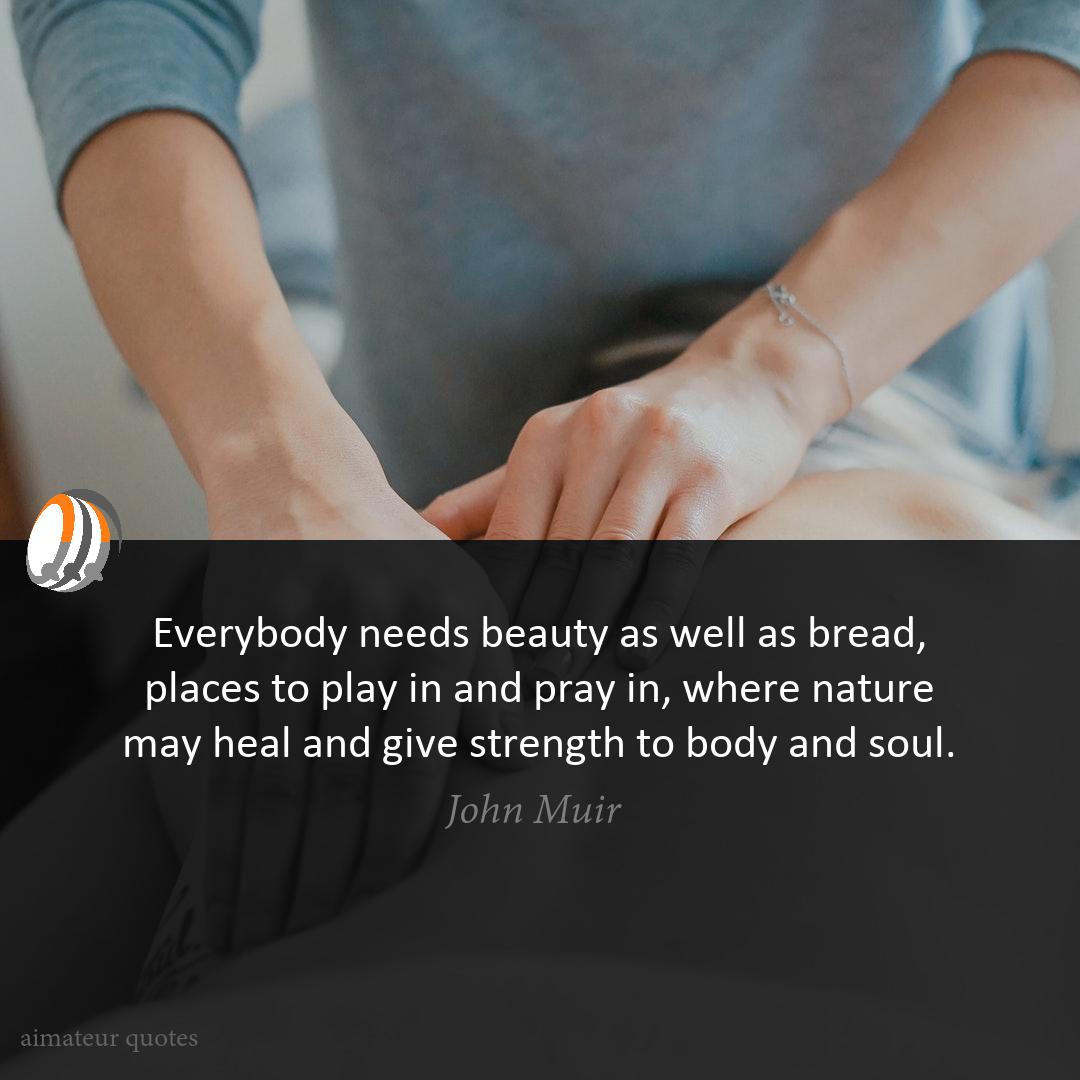 Everybody needs beauty as well as bread,
places to play in and pray in, where nature
may heal and give strength to body and soul.
John Muir
aimateur quotes